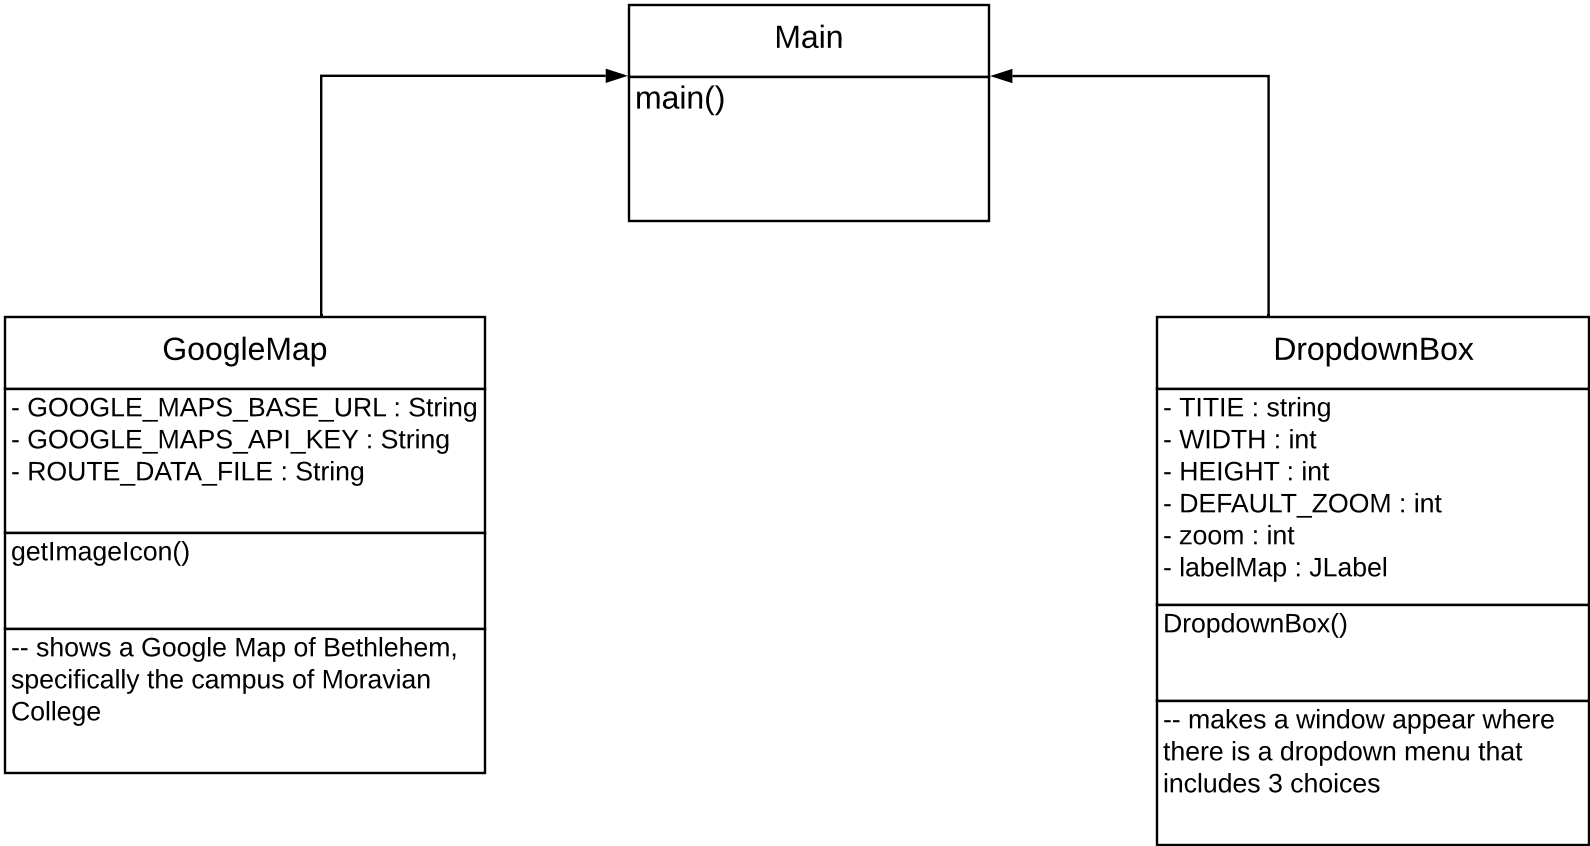 Main
main()
GoogleMap
- GOOGLE_MAPS_BASE_URL : String
- GOOGLE_MAPS_API_KEY : String
- ROUTE_DATA_FILE : String
getImageIcon()
-- shows a Google Map of Bethlehem,
specifically the campus of Moravian
College
DropdownBox
- TITlE : string
- WIDTH : int
- HEIGHT : int
- DEFAULT_ZOOM : int
- zoom : int
- labelMap : JLabel
DropdownBox()
-- makes a window appear where
there is a dropdown menu that
includes 3 choices